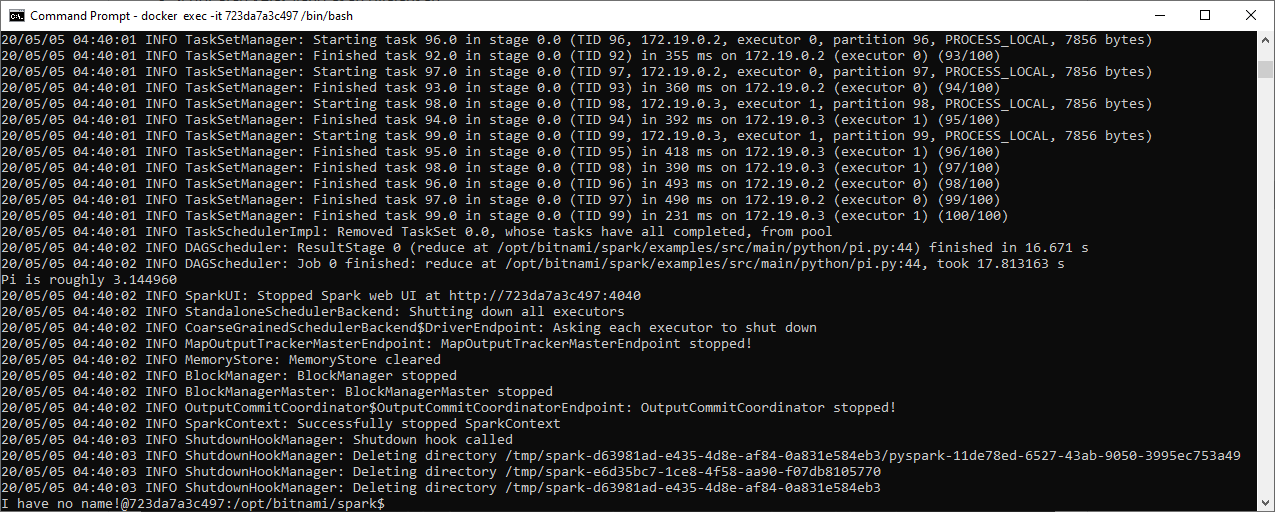 Command Prompt - docker exec -it 723da7a3c497 /bin/bash
20/05/05 04:40:01 INFO TaskSetManager: Starting task 96.0 in stage 0.0 (TID 96, 172.19.0.2, executor 0, partition 96, PROCESS_LOCAL, 7856 bytes)
20/05/05 04:40:01 INFO TaskSetManager: Finished task 92.0 in stage 0.0 (TID 92) in 355 ms on 172.19.0.2 (executor 0) (93/100)
20/05/05 04:40:01 INFO TaskSetManager: Starting task 97.0 in stage 0.0 (TID 97, 172.19.0.2, executor 0, partition 97, PROCESS_LOCAL, 7856 bytes)
20/05/05 04:40:01 INFO TaskSetManager: Finished task 93.0 in stage 0.0 (TID 93) in 360 ms on 172.19.0.2 (executor 0) (94/100)
20/05/05 04:40:01 INFO TaskSetManager: Starting task 98.0 in stage 0.0 (TID 98, 172.19.0.3, executor 1, partition 98, PROCESS_LOCAL, 7856 bytes)
20/05/05 04:40:01 INFO TaskSetManager: Finished task 94.0 in stage 0.0 (TID 94) in 392 ms on 172.19.0.3 (executor 1) (95/100)
20/05/05 04:40:01 INFO TaskSetManager: Starting task 99.0 in stage 0.0 (TID 99, 172.19.0.3, executor 1, partition 99, PROCESS_LOCAL, 7856 bytes)
20/05/05 04:40:01 INFO TaskSetManager: Finished task 95.0 in stage 0.0 (TID 95) in 418 ms on 172.19.0.3 (executor 1) (96/100)
20/05/05 04:40:01 INFO TaskSetManager: Finished task 98.0 in stage 0.0 (TID 98) in 390 ms on 172.19.0.3 (executor 1) (97/100)
20/05/05 04:40:01 INFO TaskSetManager: Finished task 96.0 in stage 0.0 (TID 96) in 493 ms on 172.19.0.2 (executor 0) (98/100)
20/05/05 04:40:01 INFO TaskSetManager: Finished task 97.0 in stage 0.0 (TID 97) in 490 ms on 172.19.0.2 (executor 0) (99/100)
20/05/05 04:40:01 INFO TaskSetManager: Finished task 99.0 in stage 0.0 (TID 99) in 231 ms on 172.19.0.3 (executor 1) (100/100)
20/05/05 04:40:01 INFO TaskSchedulerImpl: Removed TaskSet 0.0, whose tasks have all completed, from pool
20/05/05 04:40:02 INFO DAGScheduler: ResultStage 0 (reduce at /opt/bitnami/spark/examples/src/main/python/pi.py:44) finished in 16.671 s
20/05/05 04:40:02 INFO DAGScheduler: Job 0 finished: reduce at /opt/bitnami/spark/examples/src/main/python/pi.py:44, took 17.813163 s
Pi is roughly 3.144960
20/05/05 04:40:02 INFO SparkUI: Stopped Spark web UI at http://723da7a3c497:4040
20/05/05 04:40:02 INFO StandaloneSchedulerBackend: Shutting down all executors
20/05/05 04:40:02 INFO CoarseGrainedSchedulerBackend$DriverEndpoint: Asking each executor to shut down
20/05/05 04:40:02 INFO MapOutputTrackerMasterEndpoint: MapOutputTrackerMasterEndpoint stopped!
20/05/05 04:40:02 INFO MemoryStore: MemoryStore cleared
20/05/05 04:40:02 INFO BlockManager: BlockManager stopped
20/05/05 04:40:02 INFO BlockManagerMaster: BlockManagerMaster stopped
20/05/05 04:40:02 INFO OutputCommitCoordinator$OutputCommitCoordinatorEndpoint: OutputCommitCoordinator stopped!
20/05/05 04:40:02 INFO SparkContext: Successfully stopped SparkContext
20/05/05 04:40:03 INFO ShutdownHookManager: Shutdown hook called
20/05/05 04:40:03 INFO ShutdownHookManager: Deleting directory /tmp/spark-d63981ad-e435-4d8e-af84-0a831e584eb3/pyspark-11de78ed-6527-43ab-9050-3995ec753a49
20/05/05 04:40:03 INFO ShutdownHookManager: Deleting directory /tmp/spark-e6d35bc7-1ce8-4f58-aa90-f07db8105770
20/05/05 04:40:03 INFO ShutdownHookManager: Deleting directory /tmp/spark-d63981ad-e435-4d8e-af84-0a831e584eb3
I have no name!@723da7a3c497:/opt/bitnami/spark$